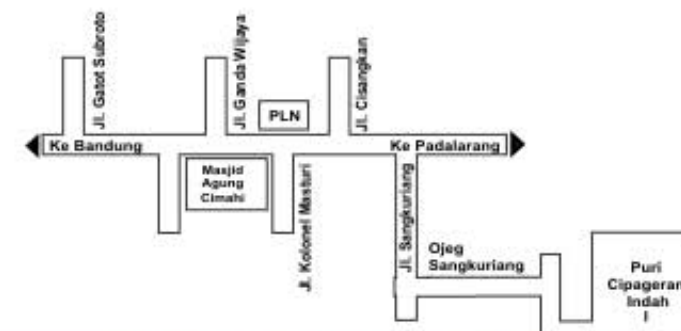 Jl. Gatot Subroto
Jl. Ganda Wijaya
PLN
Jl. Cisangkan
Ke Bandung
Ke Padalarang
Masjid
Agung
Cimahi
Jl. Kolonel Masturi
Jl. Sangkuriang
Ojeg
Sangkuriang
Puri
Cipageran
Indah
I